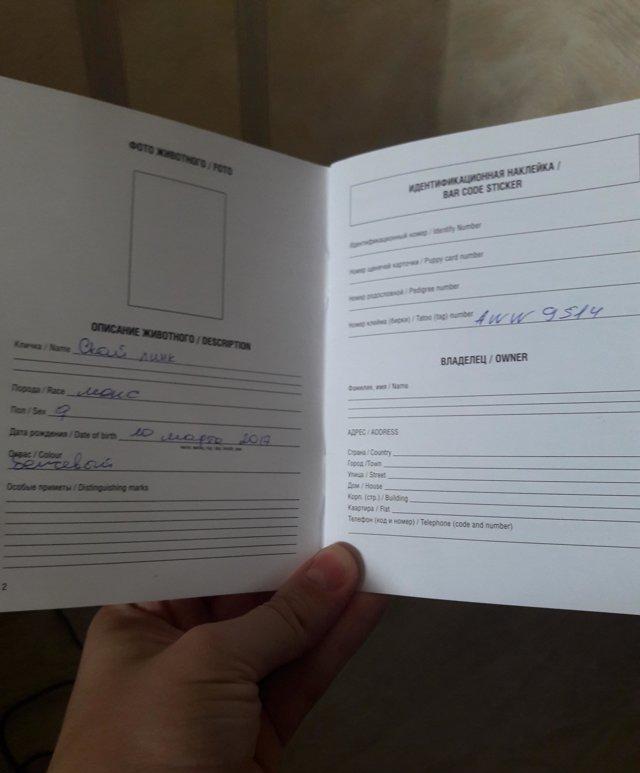 ФОТО ЖИВОТНОГО / FOTO
ОПИСАНИЕ ЖИВОТНОГО / DESCRIPTION
Кличка / Name Скай линк
Порода / Race мопс
Пол / Sex ♀
Дата рождения / Date of birth 10 марта 2017
Окрас / Colour
бежевый
Особые приметы / Distinguishing marks
2
ИДЕНТИФИКАЦИОННАЯ НАКЛЕЙКА /
BAR CODE STICKER
Идентификационный номер / Identify Number
Номер щенячей карточки / Puppy card number
Номер родословной / Pedigree number
Номер клейма (бирки) / Tatoo (tag) number AWW 9514
ВЛАДЕЛЕЦ / OWNER
Фамилия, имя / Name
АДРЕС / ADDRESS
Страна / Country
Город /Town
Улица / Street
Дом / House
Корп. (стр.) / Building
Квартира / Flat
Телефон (код и номер) / Telephone (code and number)